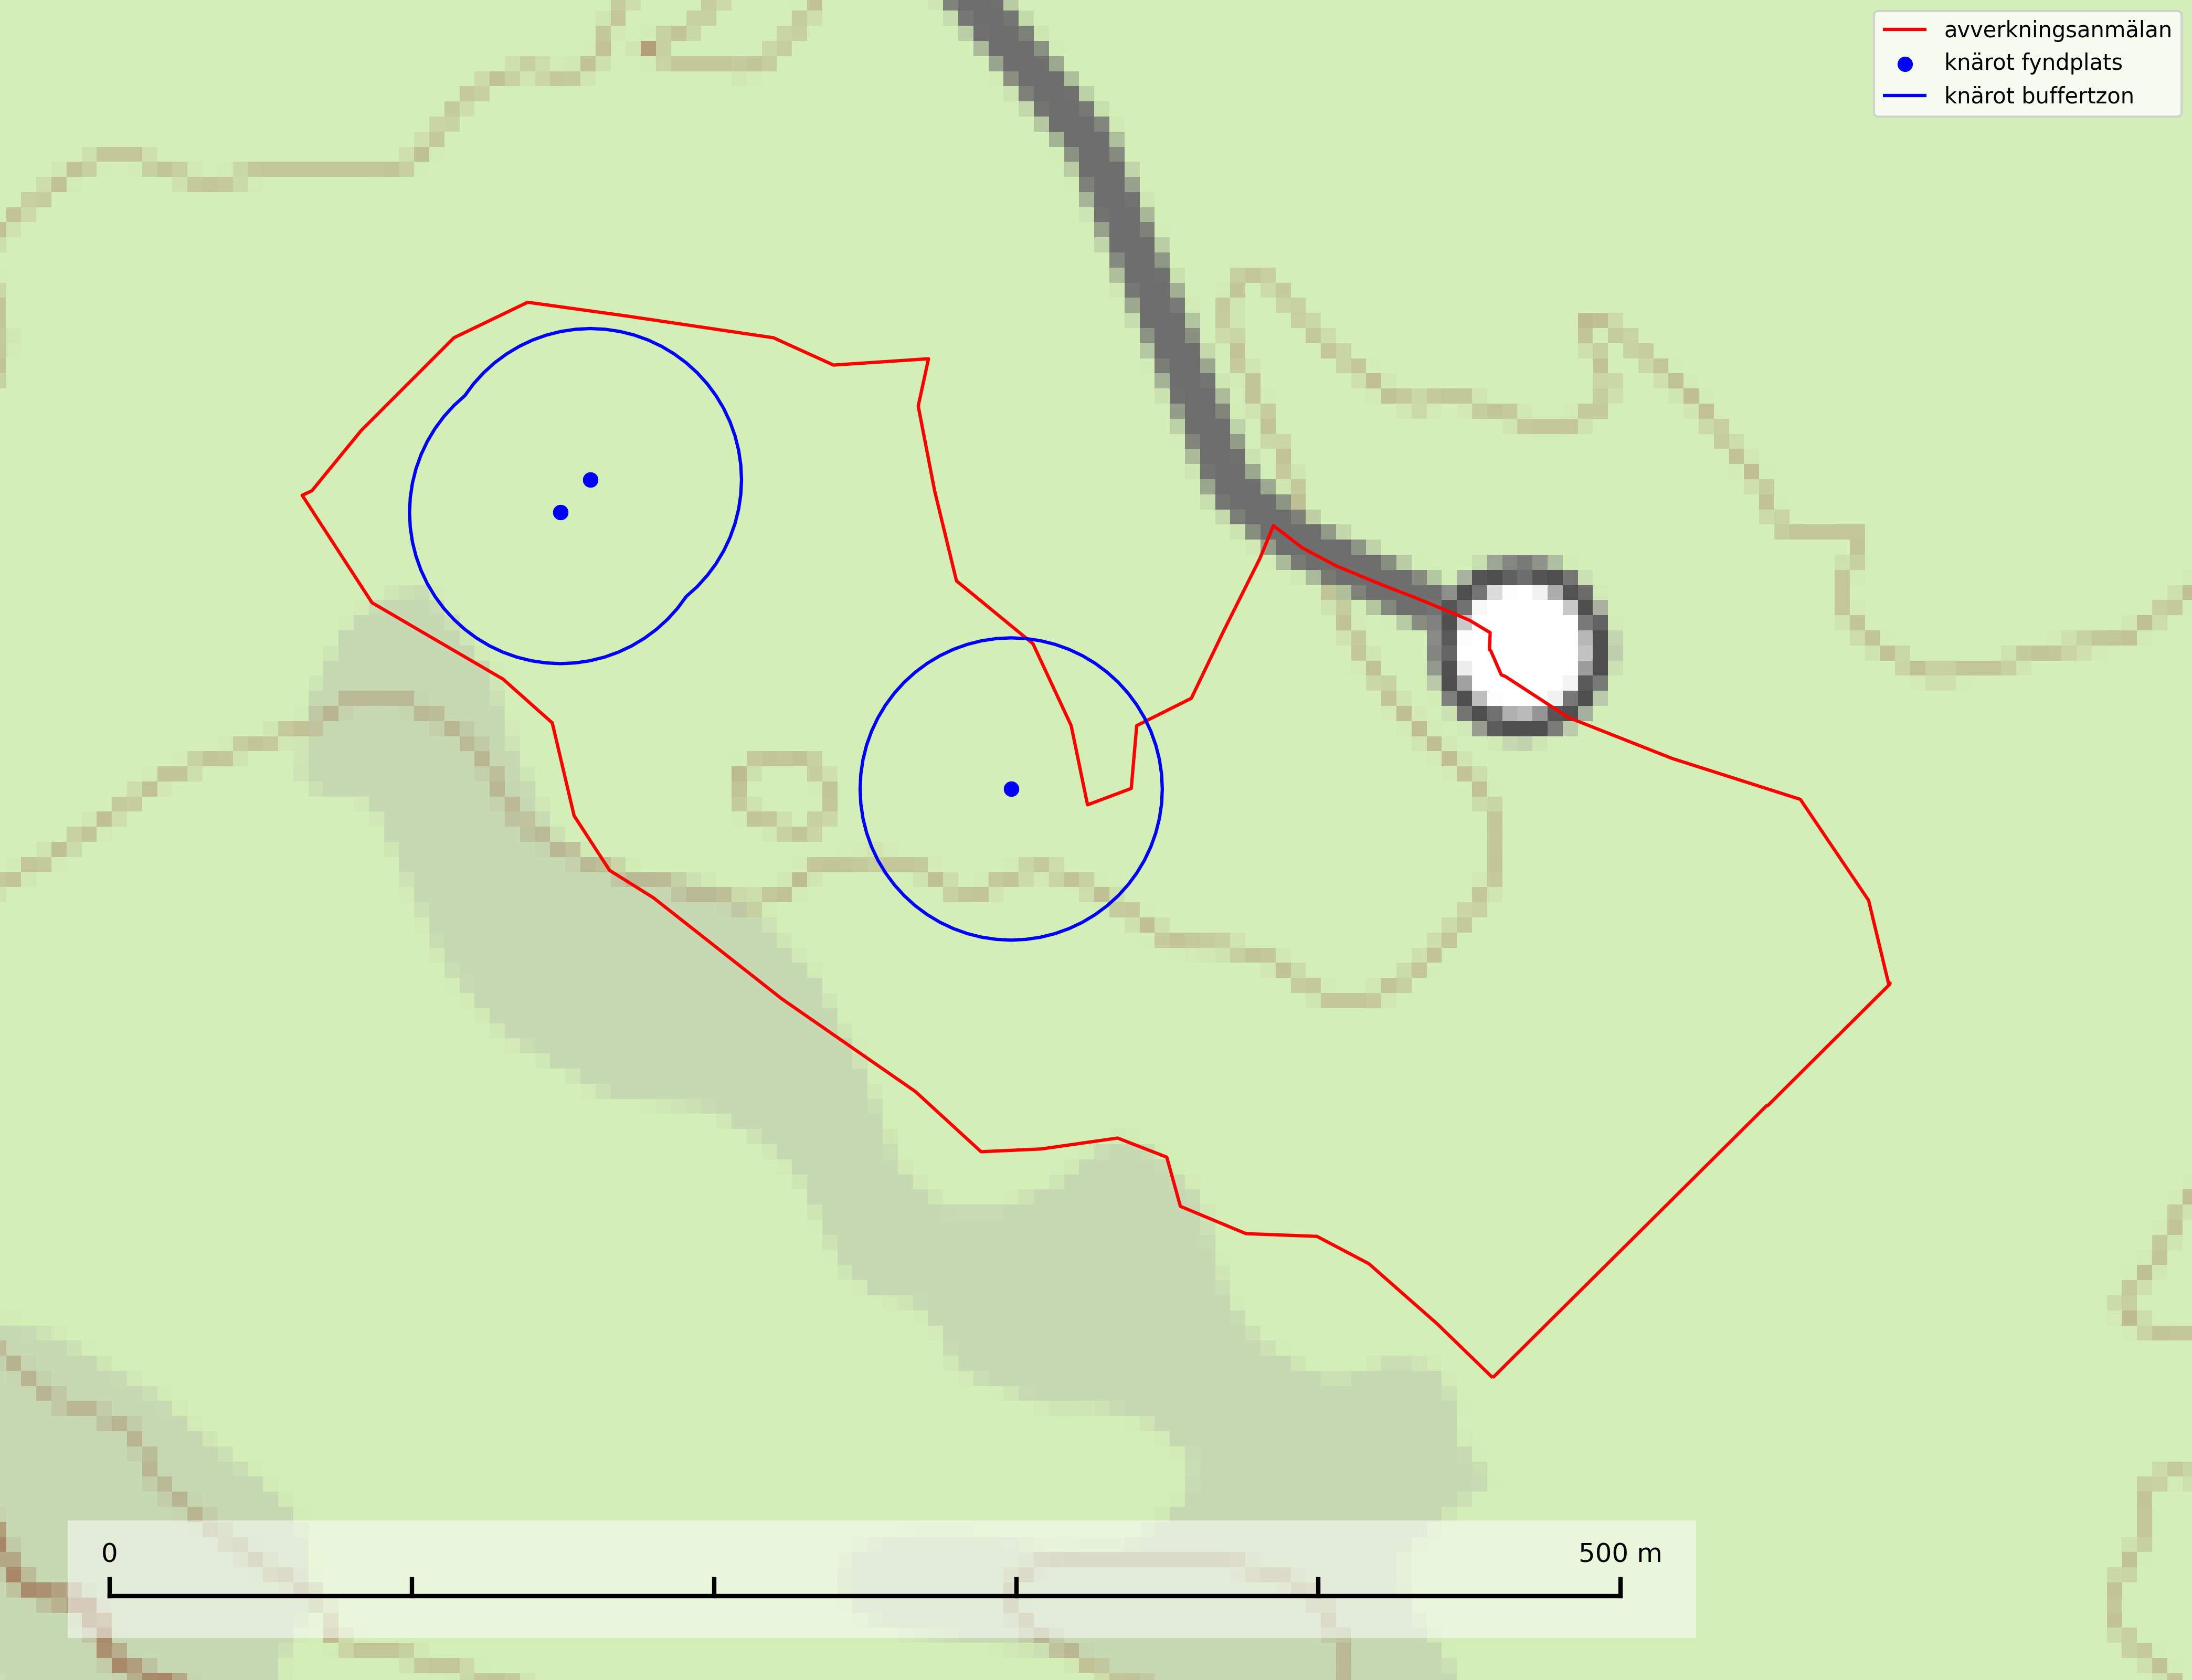 avverkningsanmälan
knärot fyndplats
knärot buffertzon
0 500 m